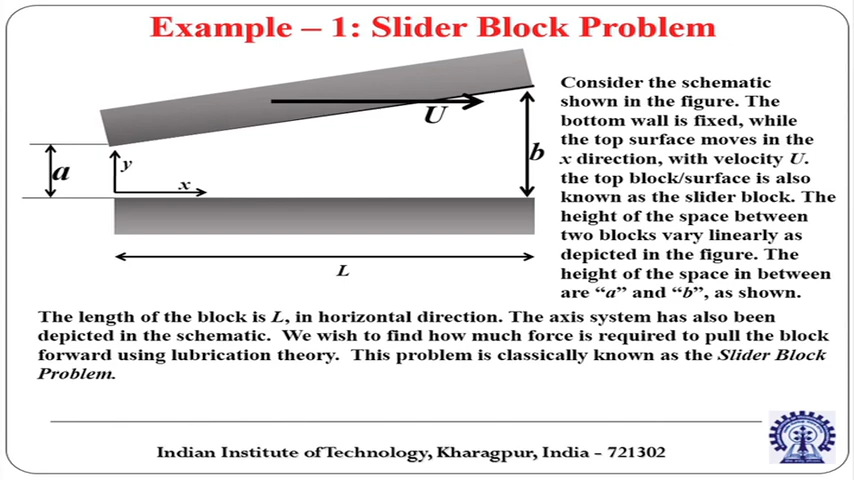 Example – 1: Slider Block Problem
U
a
y
x
b
L
Consider the schematic
shown in the figure. The
bottom wall is fixed, while
the top surface moves in the
x direction, with velocity U.
the top block/surface is also
known as the slider block. The
height of the space between
two blocks vary linearly as
depicted in the figure. The
height of the space in between
are “a” and “b”, as shown.
The length of the block is L, in horizontal direction. The axis system has also been
depicted in the schematic. We wish to find how much force is required to pull the block
forward using lubrication theory. This problem is classically known as the Slider Block
Problem.
Indian Institute of Technology, Kharagpur, India - 721302